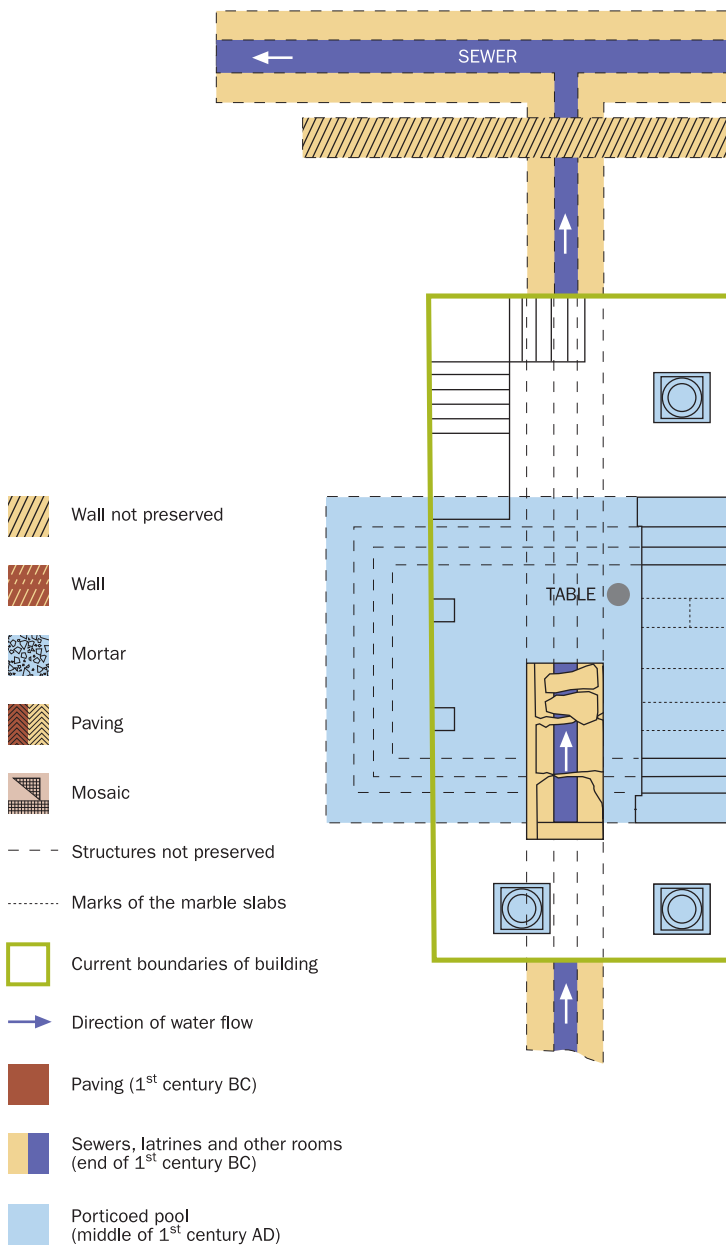 SEWER
TABLE
Wall not preserved
Wall
Mortar
Paving
Mosaic
Structures not preserved
Marks of the marble slabs
Current boundaries of building
Direction of water flow
Paving (1st century BC)
Sewers, latrines and other rooms
(end of 1st century BC)
Porticoed pool
(middle of 1st century AD)